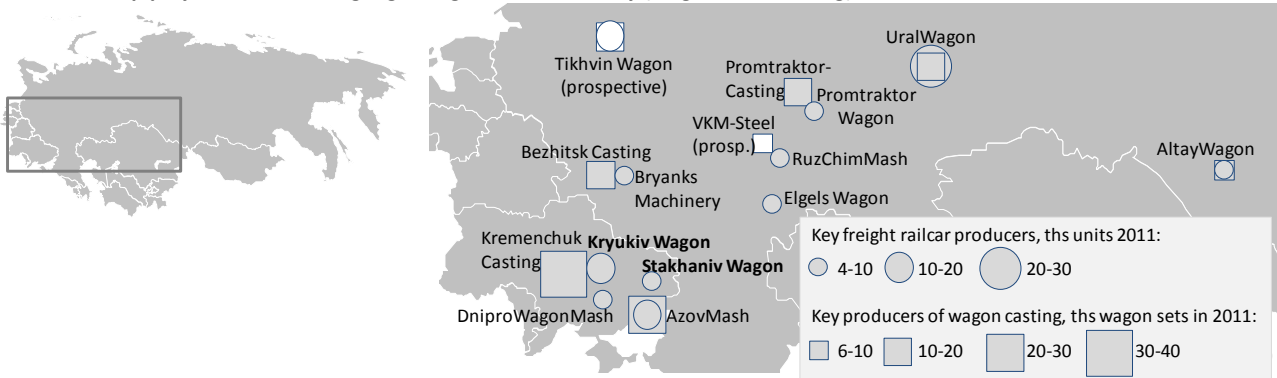 UralWagon
Tikhvin Wagon
(prospective)
Promtraktor-
Casting
Promtraktor
Wagon
VKM-Steel
(prosp.)
RuzChimMash
Bezhitsk Casting
Bryanks
Machinery
AltayWagon
Elgels Wagon
Kremenchuk
Casting
Kryukiv Wagon
Stakhaniv Wagon
DniproWagonMash
AzovMash
Key freight railcar producers, ths units 2011:
4-10 10-20 20-30
Key producers of wagon casting, ths wagon sets in 2011:
6-10 10-20 20-30 30-40